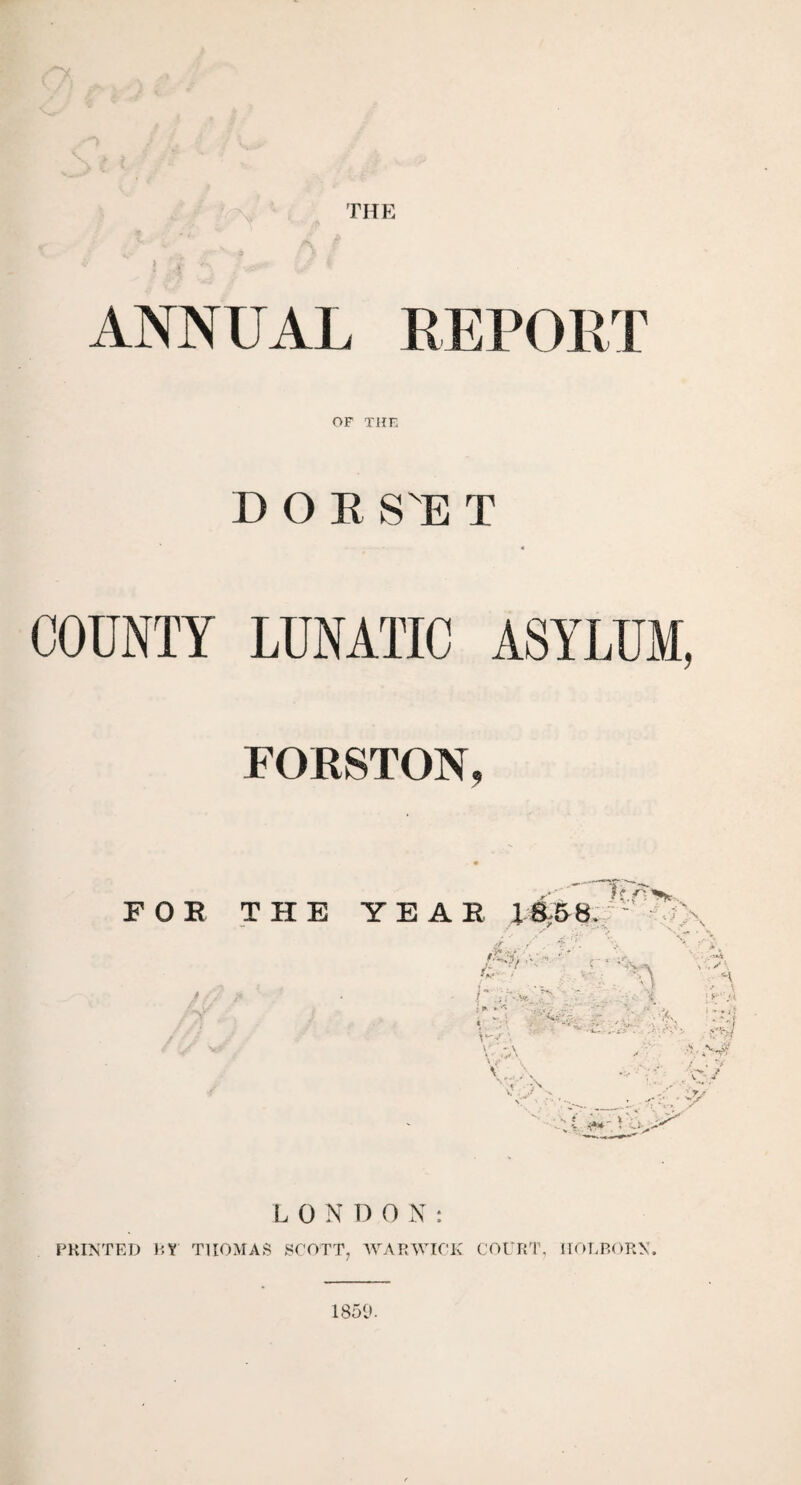 THE
ANNUAL REPORT
OF THE
DORSET
COUNTY LUNATIC ASYLUM,
FORSTON,
FOR THE YEAR 1858.
LONDON:
PRINTED BY THOMAS SCOTT, WARWICK COURT, HOLBORN.
1859.